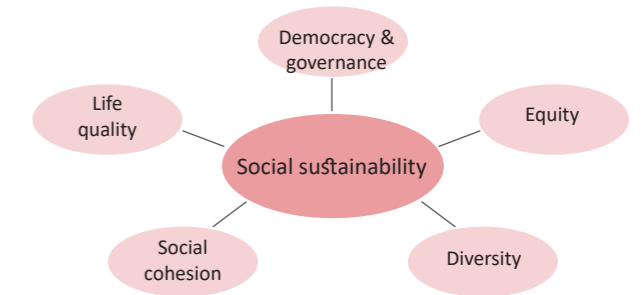 Democracy &
governance
Life
quality
Equity
Social sustainability
Social
cohesion
Diversity